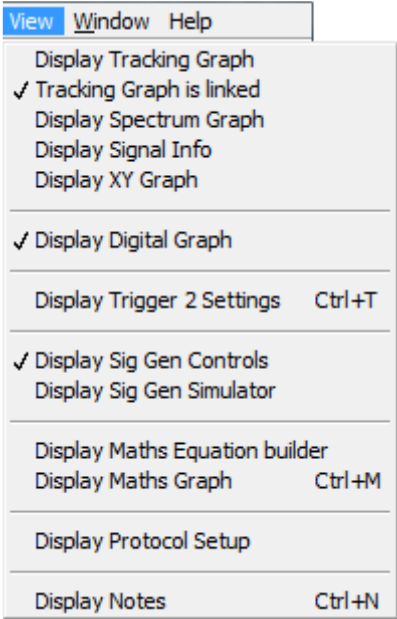 View Window Help
Display Tracking Graph
✓ Tracking Graph is linked
Display Spectrum Graph
Display Signal Info
Display XY Graph
✓ Display Digital Graph
Display Trigger 2 Settings Ctrl+T
✓ Display Sig Gen Controls
Display Sig Gen Simulator
Display Maths Equation builder
Display Maths Graph Ctrl+M
Display Protocol Setup
Display Notes Ctrl+N